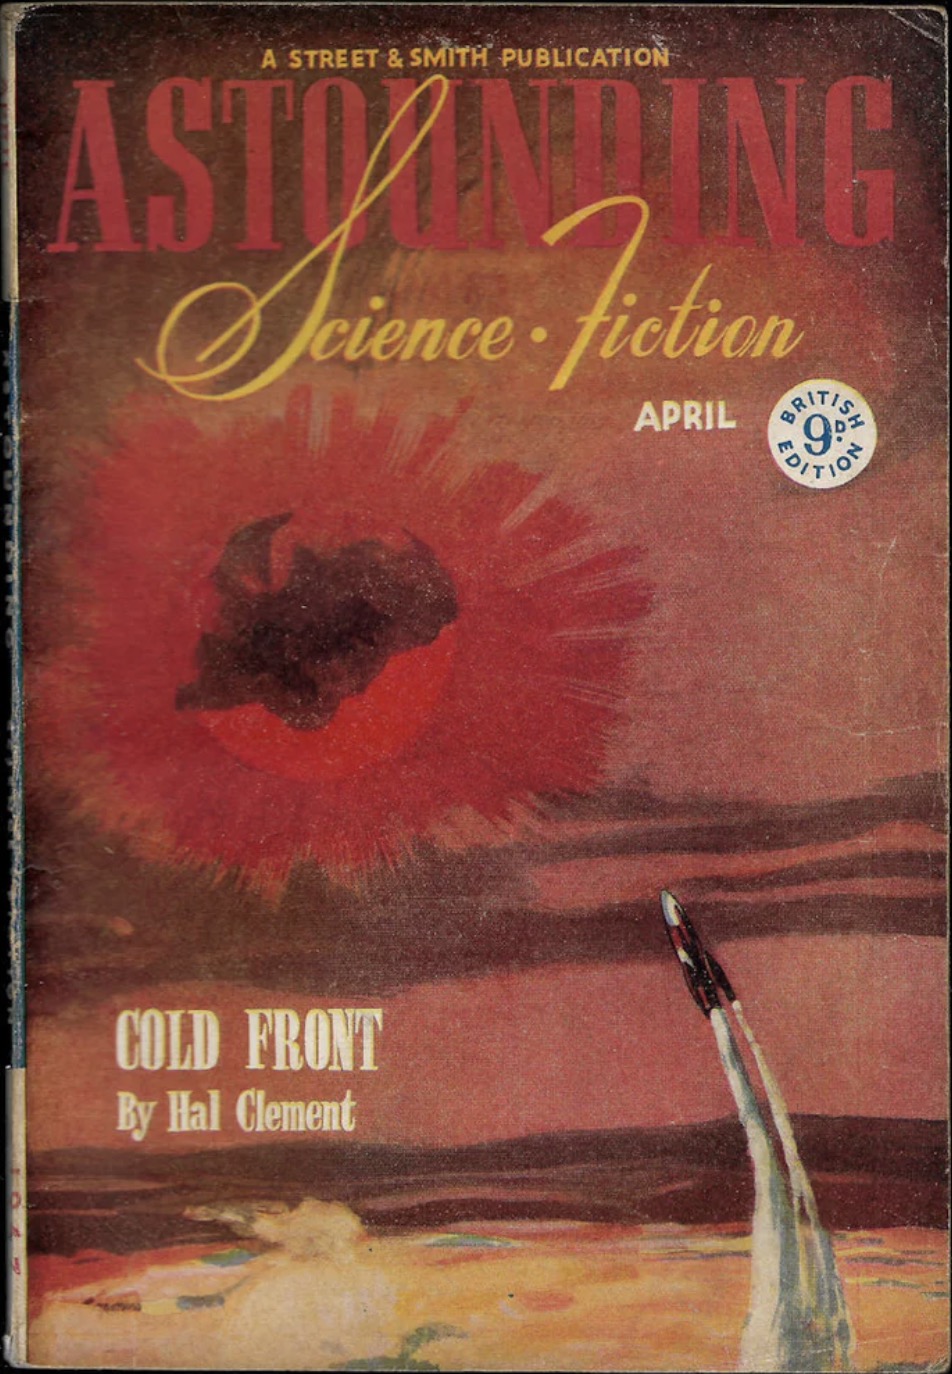 A STREET & SMITH PUBLICATION
ASTOUNDING
Science · Fiction
APRIL
BRITISH
9D.
EDITION
COLD FRONT
By Hal Clement